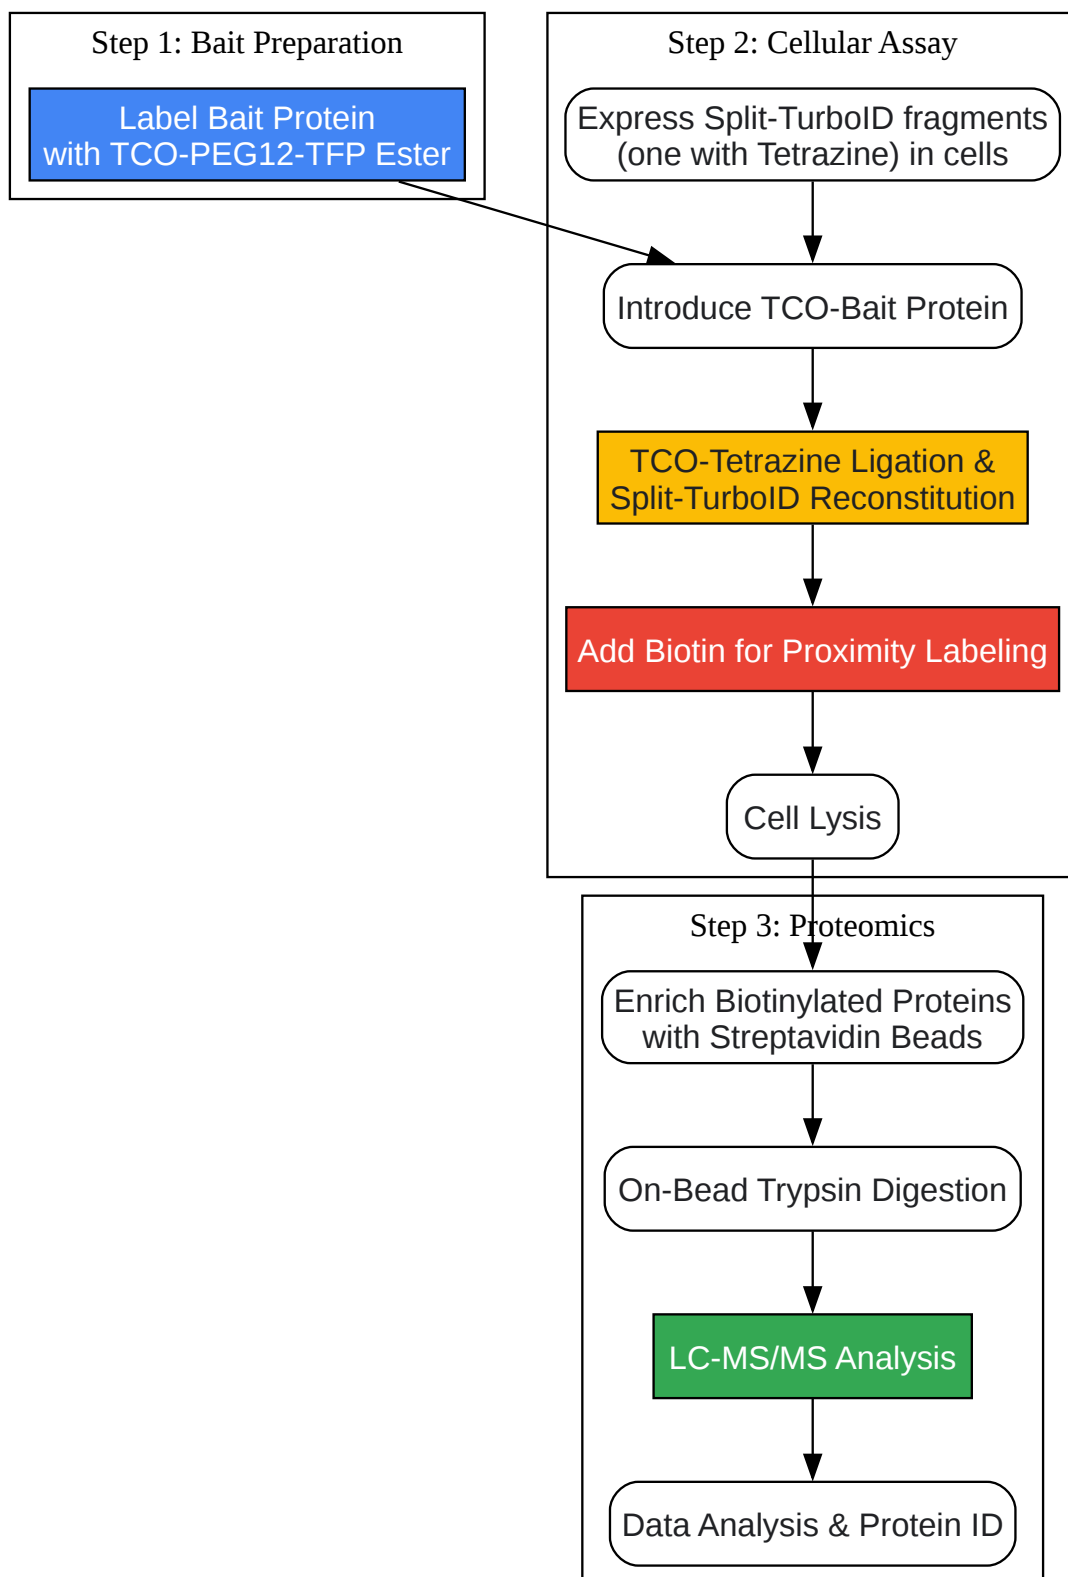 Step 1: Bait Preparation
Label Bait Protein
with TCO-PEG12-TFP Ester
Step 2: Cellular Assay
Express Split-TurboID fragments
(one with Tetrazine) in cells
Introduce TCO-Bait Protein
TCO-Tetrazine Ligation &
Split-TurboID Reconstitution
Add Biotin for Proximity Labeling
Cell Lysis
Step 3: Proteomics
Enrich Biotinylated Proteins
with Streptavidin Beads
On-Bead Trypsin Digestion
LC-MS/MS Analysis
Data Analysis & Protein ID